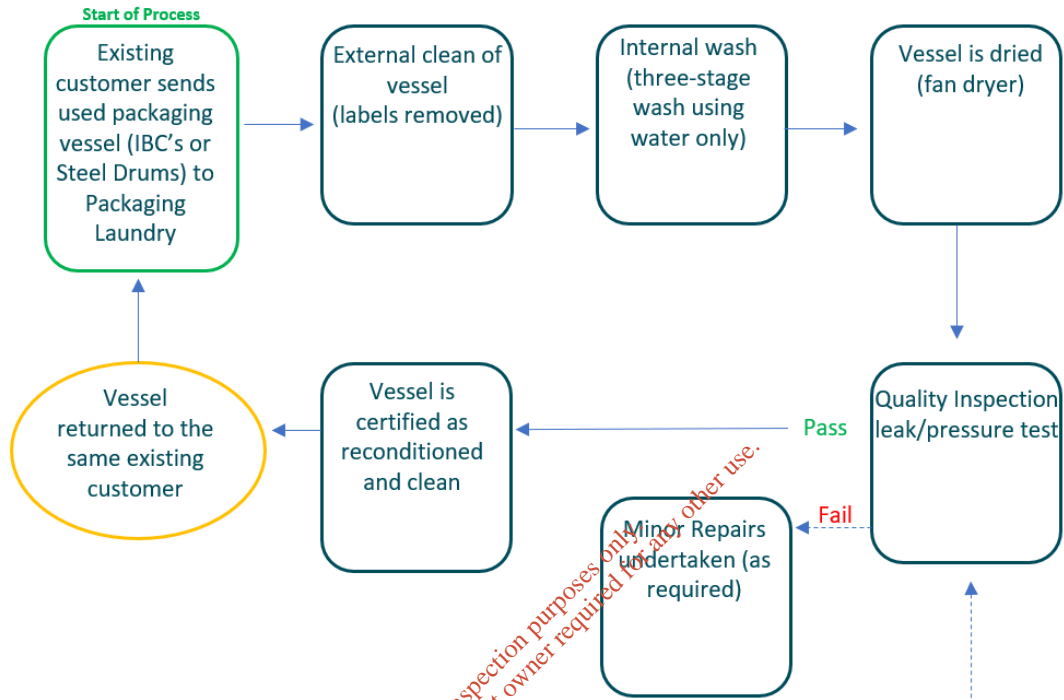 Start of Process
Existing
customer sends
used packaging
vessel (IBC's or
Steel Drums) to
Packaging
Laundry
External clean of
vessel
(labels removed)
Internal wash
(three-stage
wash using
water only)
Vessel is dried
(fan dryer)
Quality Inspection
leak/pressure test
Pass
Fail
Vessel is
certified as
reconditioned
and clean
Vessel
returned to the
same existing
customer
Minor Repairs
undertaken (as
required)
inspection purposes only.
owner required for any other use.